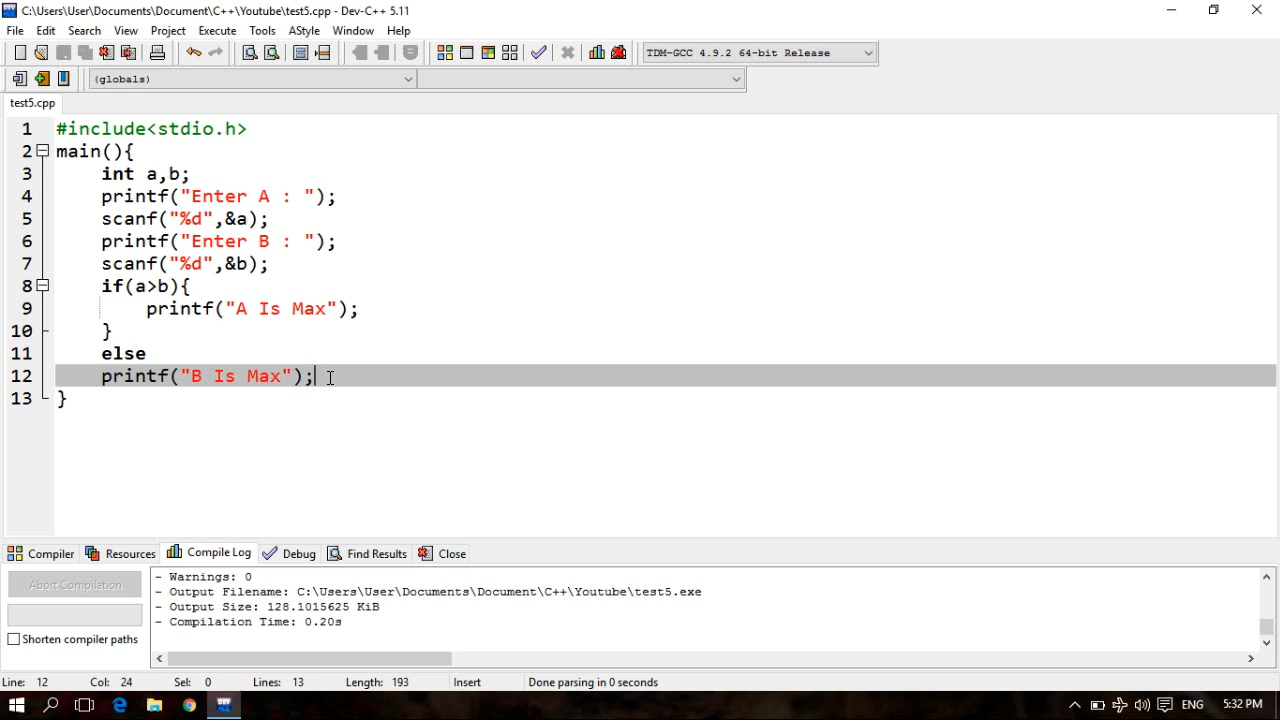 C:\Users\User\Documents\Document\C++\Youtube\test5.cpp - Dev-C++ 5.11
File Edit Search View Project Execute Tools AStyle Window Help
TDM-GCC 4.9.2 64-bit Release
(globals)
test5.cpp
1 #include<stdio.h>
2 main(){
3 int a,b;
4 printf("Enter A : ");
5 scanf("%d",&a);
6 printf("Enter B : ");
7 scanf("%d",&b);
8 if(a>b){
9 printf("A Is Max");
10 }
11 else
12 printf("B Is Max");
13 }
Compiler Resources Compile Log Debug Find Results Close
Abort Compilation
Shorten compiler paths
- Warnings: 0
- Output Filename: C:\Users\User\Documents\Document\C++\Youtube\test5.exe
- Output Size: 128.1015625 KiB
- Compilation Time: 0.20s
Line: 12 Col: 24 Sel: 0 Lines: 13 Length: 193 Insert Done parsing in 0 seconds
ENG 5:32 PM